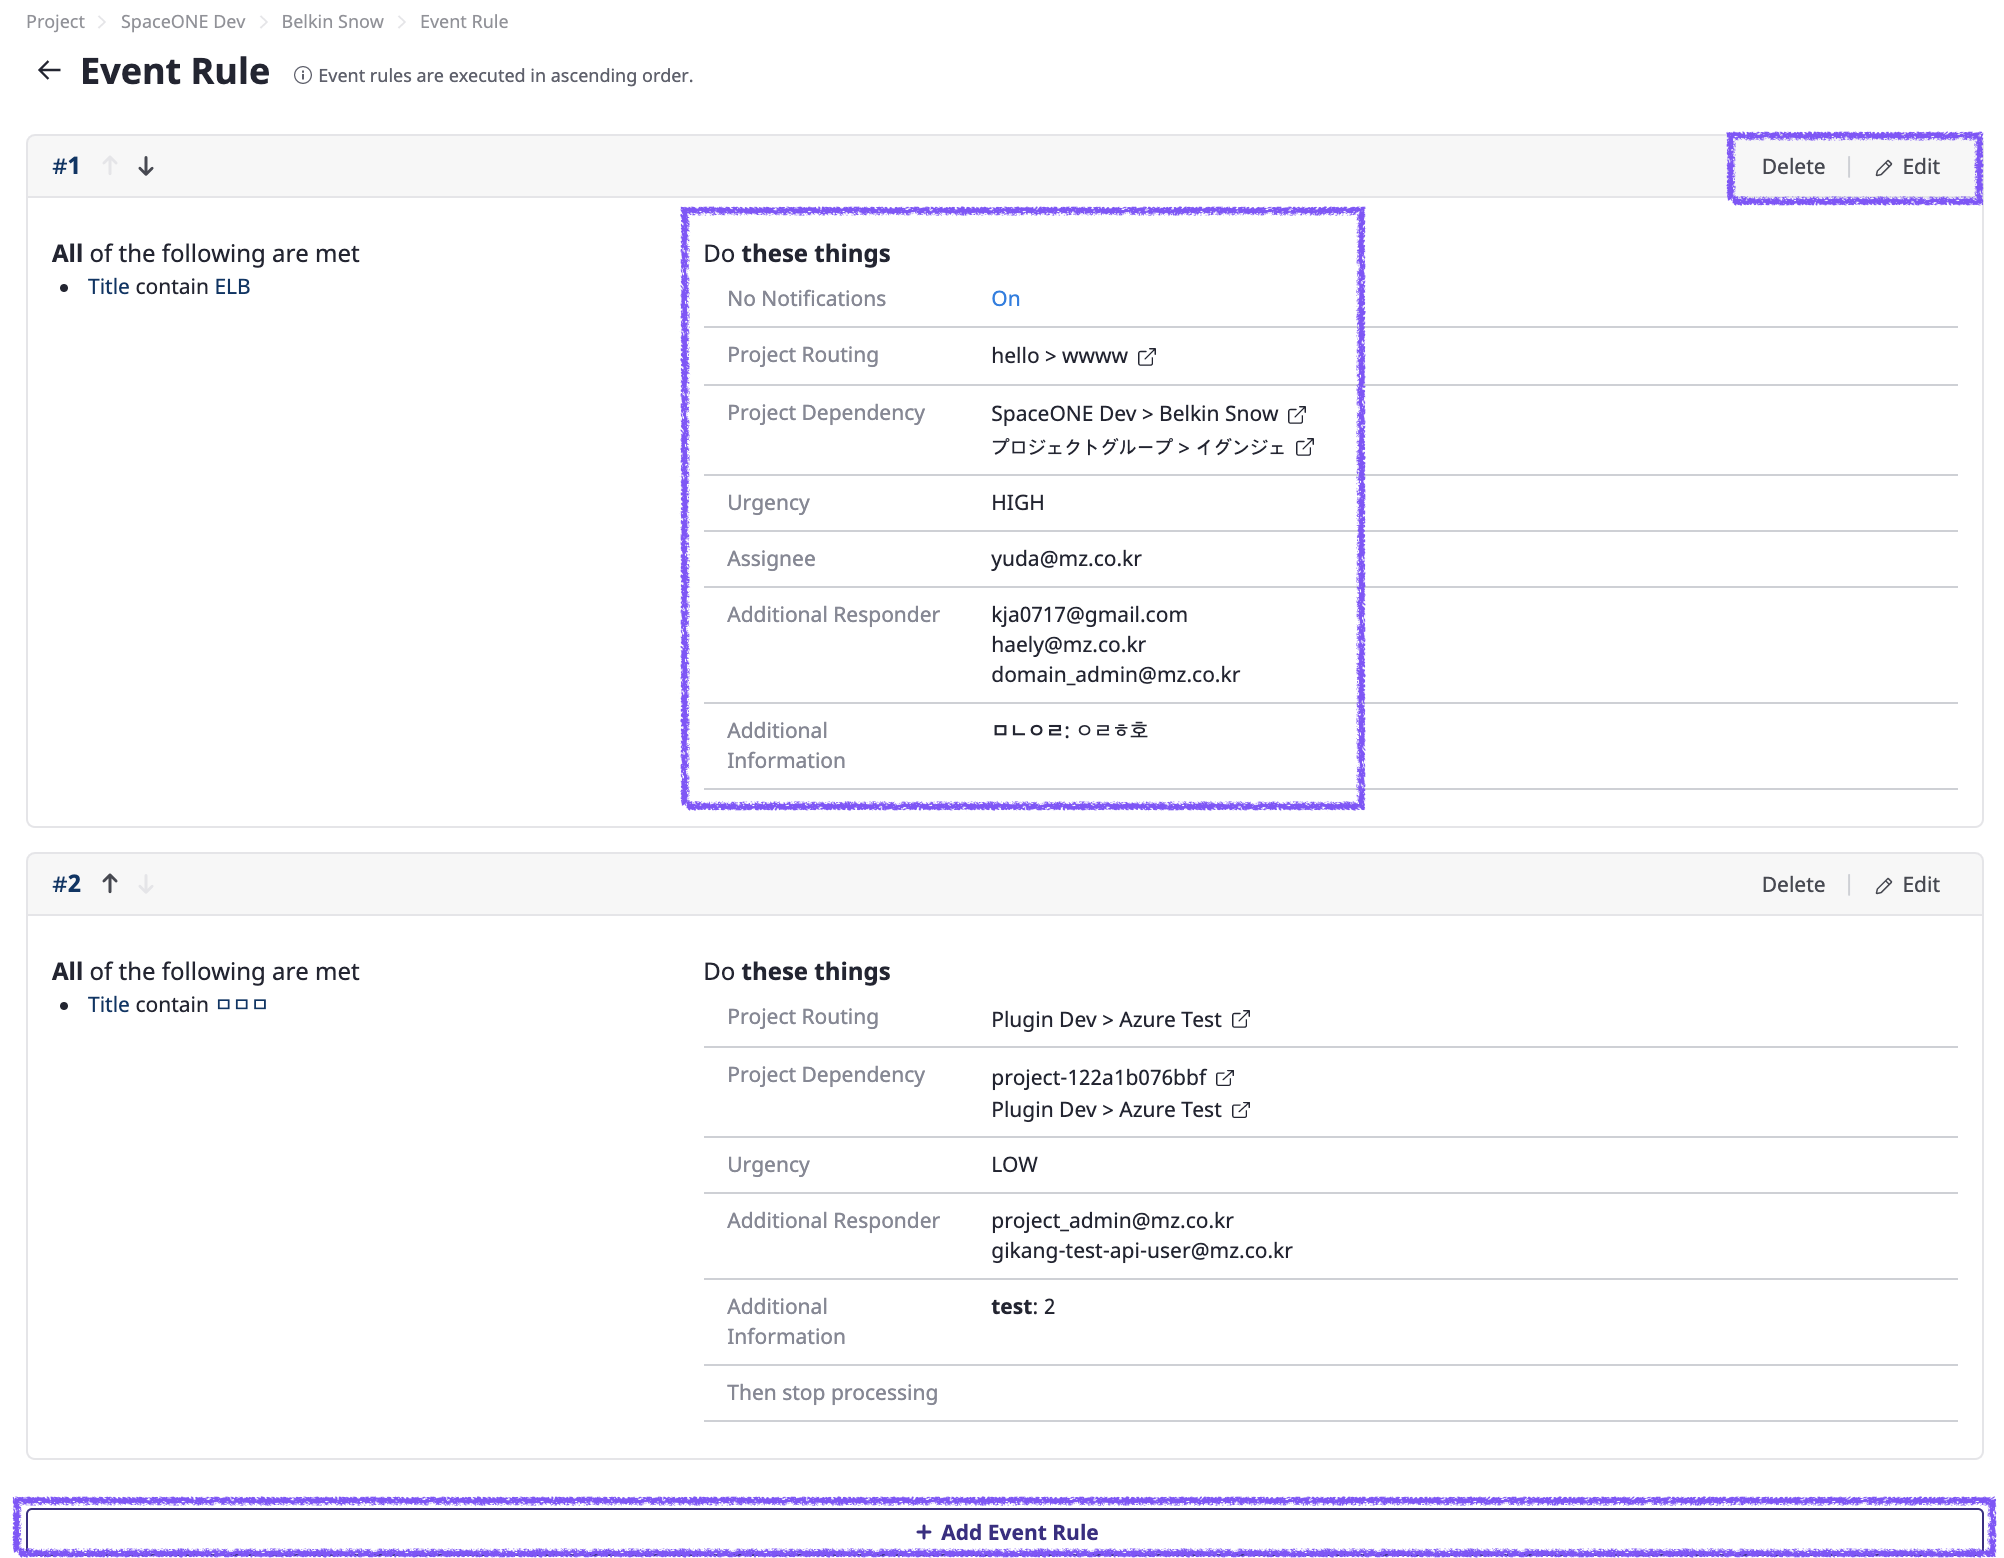 Project > SpaceONE Dev > Belkin Snow > Event Rule
Event Rule
Event rules are executed in ascending order.
#1
Delete | Edit
All of the following are met
Title contain ELB
Do these things
No Notifications On
Project Routing hello > wwww
Project Dependency SpaceONE Dev > Belkin Snow
プロジェクトグループ > イグンジェ
Urgency HIGH
Assignee yuda@mz.co.kr
Additional Responder kja0717@gmail.com
haely@mz.co.kr
domain_admin@mz.co.kr
Additional Information ㅁㄴㅇㄹ: ㅇㄹㅎ호
#2
Delete | Edit
All of the following are met
Title contain ㅁㅁㅁ
Do these things
Project Routing Plugin Dev > Azure Test
Project Dependency project-122a1b076bbf
Plugin Dev > Azure Test
Urgency LOW
Additional Responder project_admin@mz.co.kr
gikang-test-api-user@mz.co.kr
Additional Information test: 2
Then stop processing
+ Add Event Rule